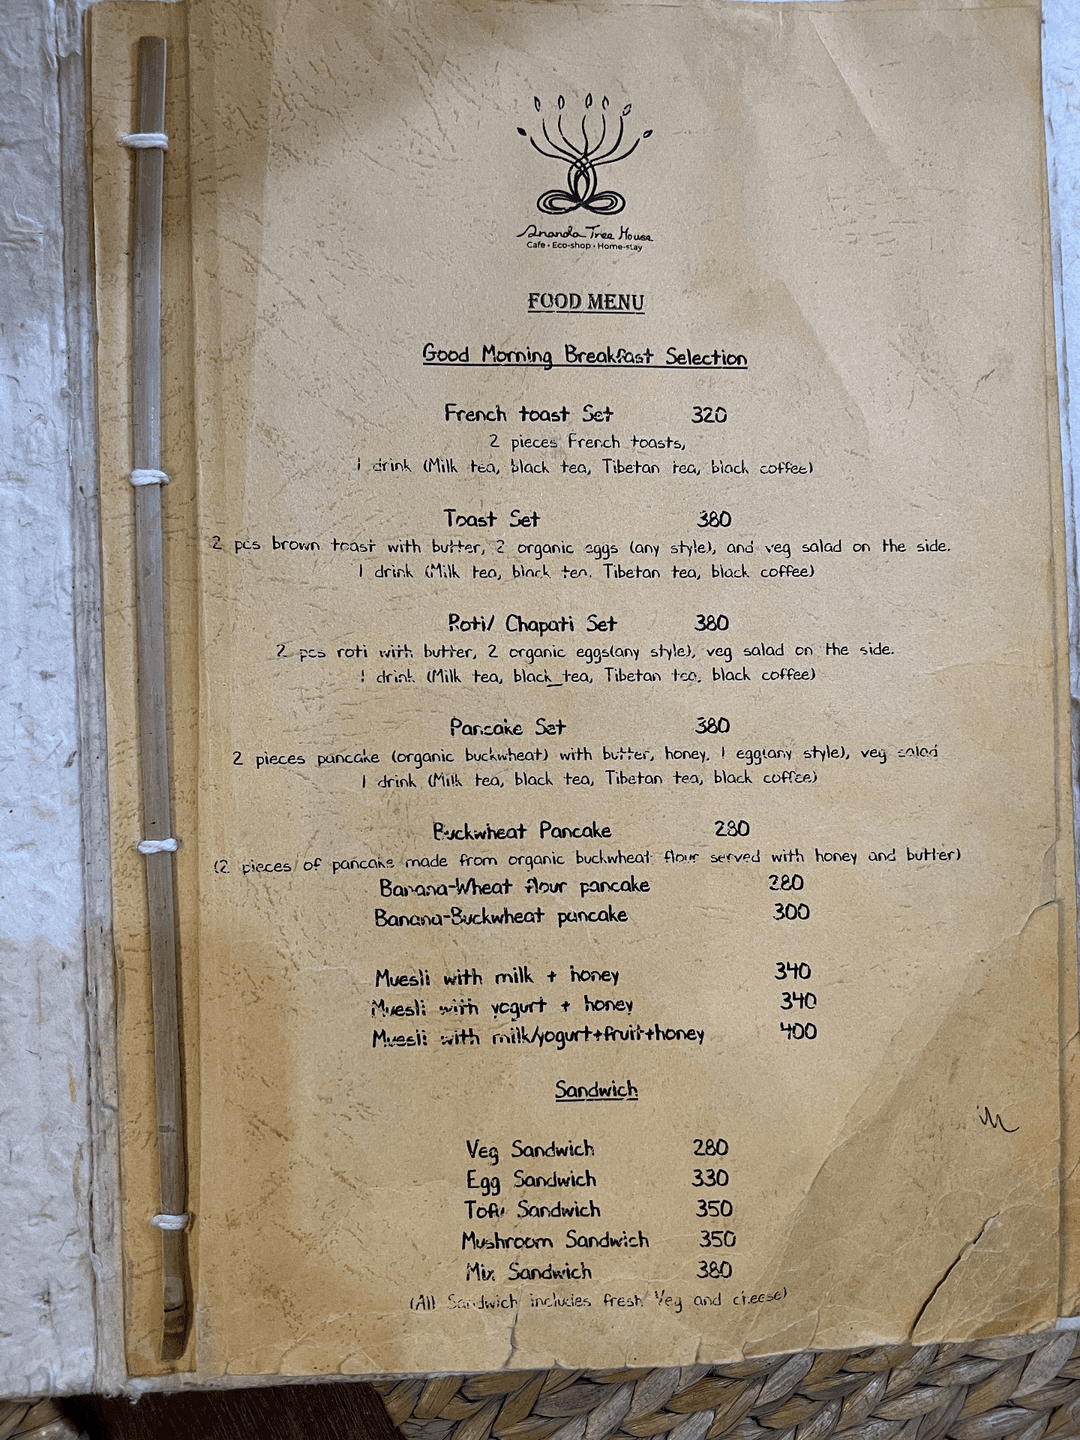 Ananda Tree House
Cafe • Eco-shop • Home-stay
FOOD MENU
Good Morning Breakfast Selection
French toast Set 320
2 pieces French toasts,
1 drink (Milk tea, black tea, Tibetan tea, black coffee)
Toast Set 380
2 pcs brown toast with butter, 2 organic eggs (any style), and veg salad on the side.
1 drink (Milk tea, black tea, Tibetan tea, black coffee)
Roti/ Chapati Set 380
2 pcs roti with butter, 2 organic eggs(any style), veg salad on the side.
1 drink (Milk tea, black tea, Tibetan tea, black coffee)
Pancake Set 380
2 pieces pancake (organic buckwheat) with butter, honey, 1 egg(any style), veg salad
1 drink (Milk tea, black tea, Tibetan tea, black coffee)
Buckwheat Pancake 280
(2 pieces of pancake made from organic buckwheat flour served with honey and butter)
Banana-Wheat flour pancake 280
Banana-Buckwheat pancake 300
Muesli with milk + honey 340
Muesli with yogurt + honey 340
Muesli with milk/yogurt+fruit+honey 400
Sandwich
Veg Sandwich 280
Egg Sandwich 330
Tofu Sandwich 350
Mushroom Sandwich 350
Mix Sandwich 380
(All Sandwich includes fresh Veg and cheese)